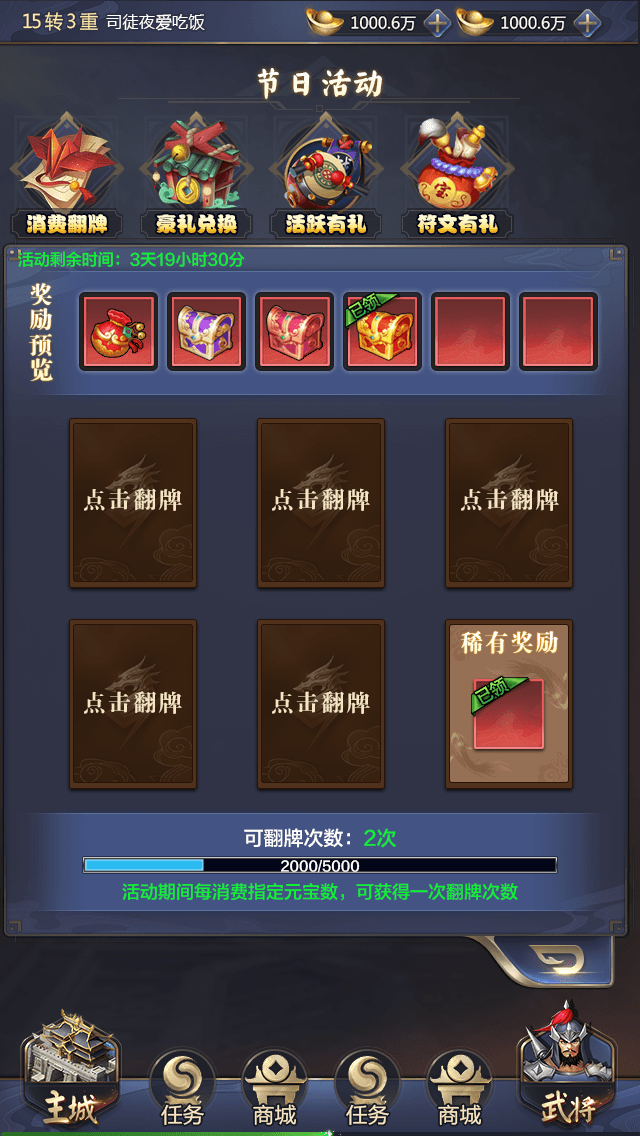 15转3重 司徒夜爱吃饭 1000.6万 1000.6万
节日活动
消费翻牌 豪礼兑换 活跃有礼 符文有礼
活动剩余时间：3天19小时30分
奖励预览
已领
点击翻牌 点击翻牌 点击翻牌
点击翻牌 点击翻牌 稀有奖励
已领
可翻牌次数：2次
2000/5000
活动期间每消费指定元宝数，可获得一次翻牌次数
主城 任务 商城 任务 商城 武将